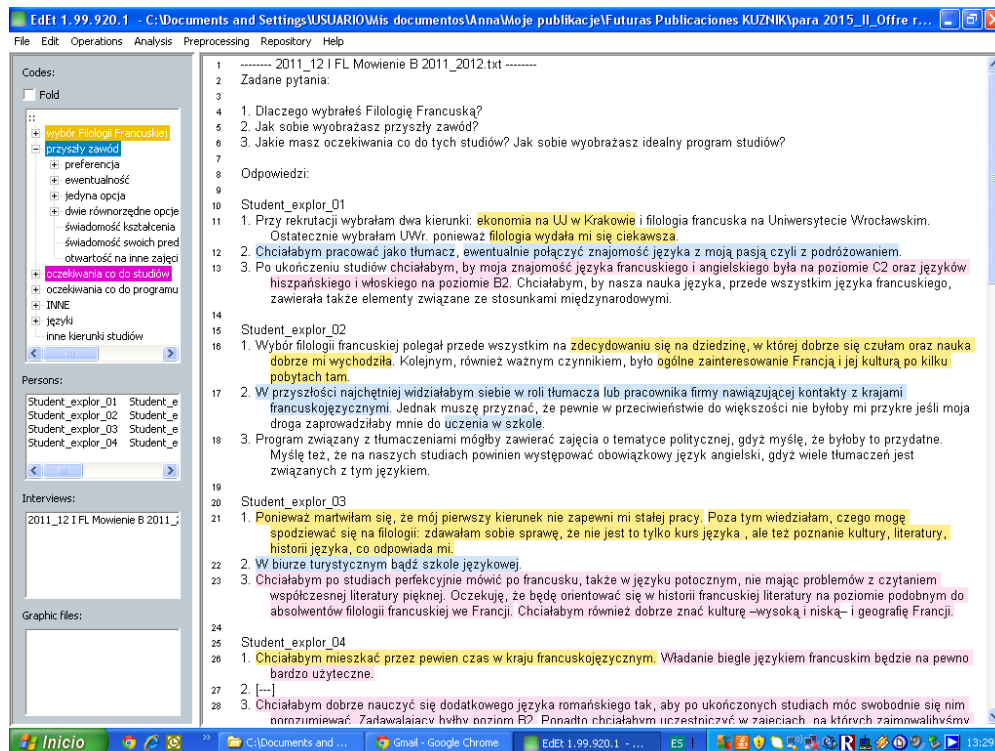 EdEt 1.99.920.1 - C:\Documents and Settings\USUARIO\Mis documentos\Anna\Moje publikacje\Futuras Publicaciones KUZNIK\para 2015_II_Offre r...
File Edit Operations Analysis Preprocessing Repository Help
Codes:
Fold
::
wybór Filologii Francuskiej
przyszły zawód
preferencja
ewentualność
jedyna opcja
dwie równorzędne opcje
świadomość kształcenia
świadomość swoich pred
otwartość na inne zajęci
oczekiwania co do studiów
oczekiwania co do programu
INNE
języki
inne kierunki studiów
Persons:
Student_explor_01 Student_e
Student_explor_02 Student_e
Student_explor_03 Student_e
Student_explor_04 Student_e
Interviews:
2011_12 I FL Mowienie B 2011_2
Graphic files:
1 -------- 2011_12 I FL Mowienie B 2011_2012.txt --------
2 Zadane pytania:
3
4 1. Dlaczego wybrałeś Filologię Francuską?
5 2. Jak sobie wyobrażasz przyszły zawód?
6 3. Jakie masz oczekiwania co do tych studiów? Jak sobie wyobrażasz idealny program studiów?
7
8 Odpowiedzi:
9
10 Student_explor_01
11 1. Przy rekrutacji wybrałam dwa kierunki: ekonomia na UJ w Krakowie i filologia francuska na Uniwersytecie Wrocławskim.
Ostatecznie wybrałam UWr. ponieważ filologia wydała mi się ciekawsza.
12 2. Chciałabym pracować jako tłumacz, ewentualnie połączyć znajomość języka z moją pasją czyli z podróżowaniem.
13 3. Po ukończeniu studiów chciałabym, by moja znajomość języka francuskiego i angielskiego była na poziomie C2 oraz języków
hiszpańskiego i włoskiego na poziomie B2. Chciałabym, by nasza nauka języka, przede wszystkim języka francuskiego,
zawierała także elementy związane ze stosunkami międzynarodowymi.
14
15 Student_explor_02
16 1. Wybór filologii francuskiej polegał przede wszystkim na zdecydowaniu się na dziedzinę, w której dobrze się czułam oraz nauka
dobrze mi wychodziła. Kolejnym, również ważnym czynnikiem, było ogólne zainteresowanie Francją i jej kulturą po kilku
pobytach tam.
17 2. W przyszłości najchętniej widziałabym siebie w roli tłumacza lub pracownika firmy nawiązującej kontakty z krajami
francuskojęzycznymi. Jednak muszę przyznać, że pewnie w przeciwieństwie do większości nie byłoby mi przykre jeśli moja
droga zaprowadziłaby mnie do uczenia w szkole.
18 3. Program związany z tłumaczeniami mógłby zawierać zajęcia o tematyce politycznej, gdyż myślę, że byłoby to przydatne.
Myślę też, że na naszych studiach powinien występować obowiązkowy język angielski, gdyż wiele tłumaczeń jest
związanych z tym językiem.
19
20 Student_explor_03
21 1. Ponieważ martwiłam się, że mój pierwszy kierunek nie zapewni mi stałej pracy. Poza tym wiedziałam, czego mogę
spodziewać się na filologii: zdawałam sobie sprawę, że nie jest to tylko kurs języka , ale też poznanie kultury, literatury,
historii języka, co odpowiada mi.
22 2. W biurze turystycznym bądź szkole językowej.
23 3. Chciałabym po studiach perfekcyjnie mówić po francusku, także w języku potocznym, nie mając problemów z czytaniem
współczesnej literatury pięknej. Oczekuję, że będę orientować się w historii francuskiej literatury na poziomie podobnym do
absolwentów filologii francuskiej we Francji. Chciałabym również dobrze znać kulturę –wysoką i niską– i geografię Francji.
24
25 Student_explor_04
26 1. Chciałabym mieszkać przez pewien czas w kraju francuskojęzycznym. Władanie biegle językiem francuskim będzie na pewno
bardzo użyteczne.
27 2. [---]
28 3. Chciałabym dobrze nauczyć się dodatkowego języka romańskiego tak, aby po ukończonych studiach móc swobodnie się nim
porozumiewać. Zadawalający byłby poziom B2. Ponadto chciałabym uczestniczyć w zajęciach, na których zajmowalibyśmy
Inicio
C:\Documents and ...
Gmail - Google Chrome
EdEt 1.99.920.1 - ...
ES
13:29